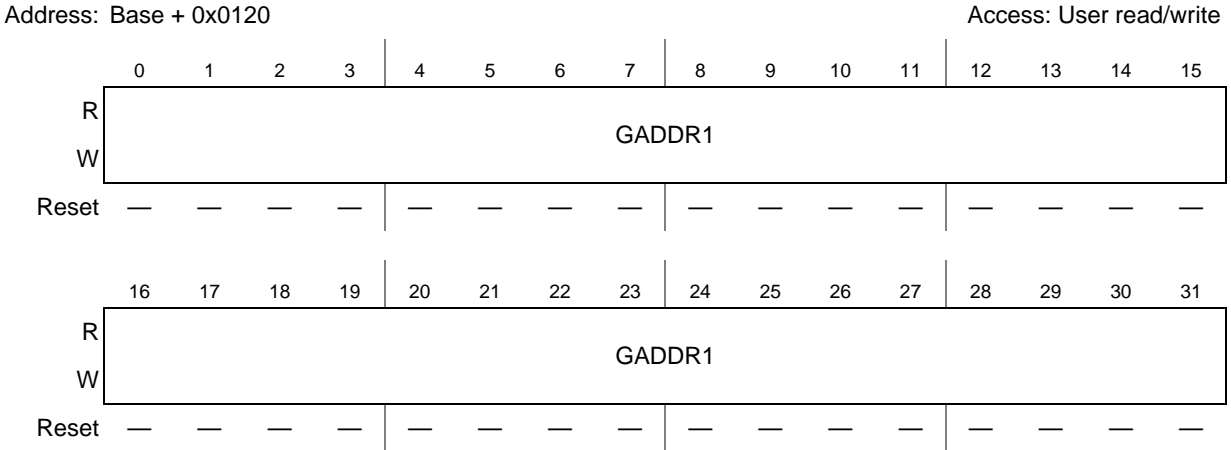 Address: Base + 0x0120 Access: User read/write
0 1 2 3 4 5 6 7 8 9 10 11 12 13 14 15
R
GADDR1
W
Reset — — — — — — — — — — — — — — — —
16 17 18 19 20 21 22 23 24 25 26 27 28 29 30 31
R
GADDR1
W
Reset — — — — — — — — — — — — — — — —